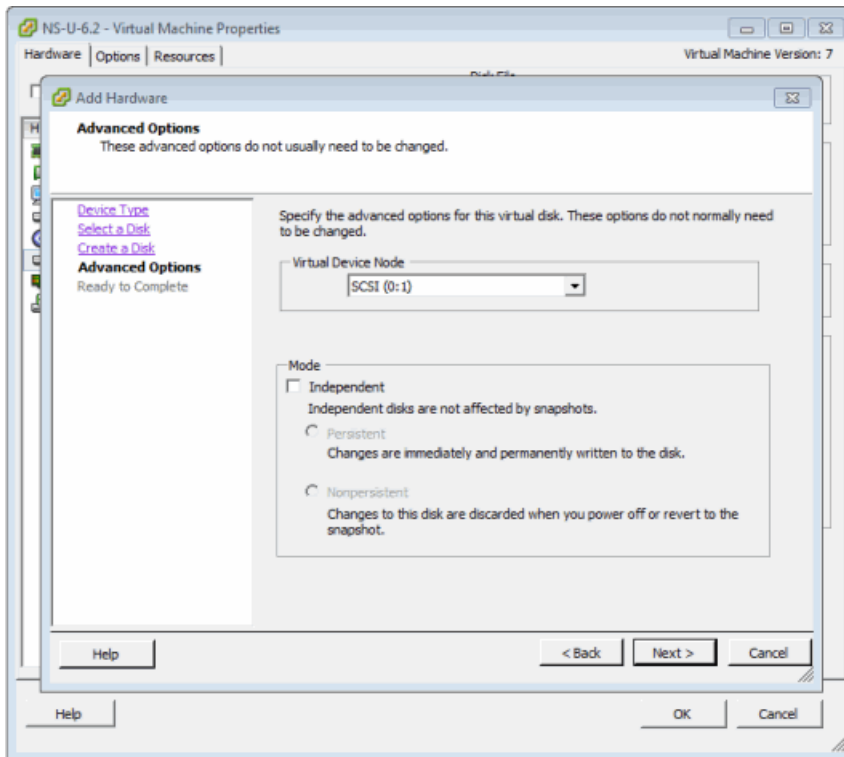 NS-U-6.2 - Virtual Machine Properties
Hardware Options Resources Virtual Machine Version: 7
Disk File
Add Hardware
Advanced Options
These advanced options do not usually need to be changed.
Device Type
Select a Disk
Create a Disk
Advanced Options
Ready to Complete
Specify the advanced options for this virtual disk. These options do not normally need
to be changed.
Virtual Device Node
SCSI (0:1)
Mode
Independent
Independent disks are not affected by snapshots.
Persistent
Changes are immediately and permanently written to the disk.
Nonpersistent
Changes to this disk are discarded when you power off or revert to the
snapshot.
Help < Back Next > Cancel
Help OK Cancel